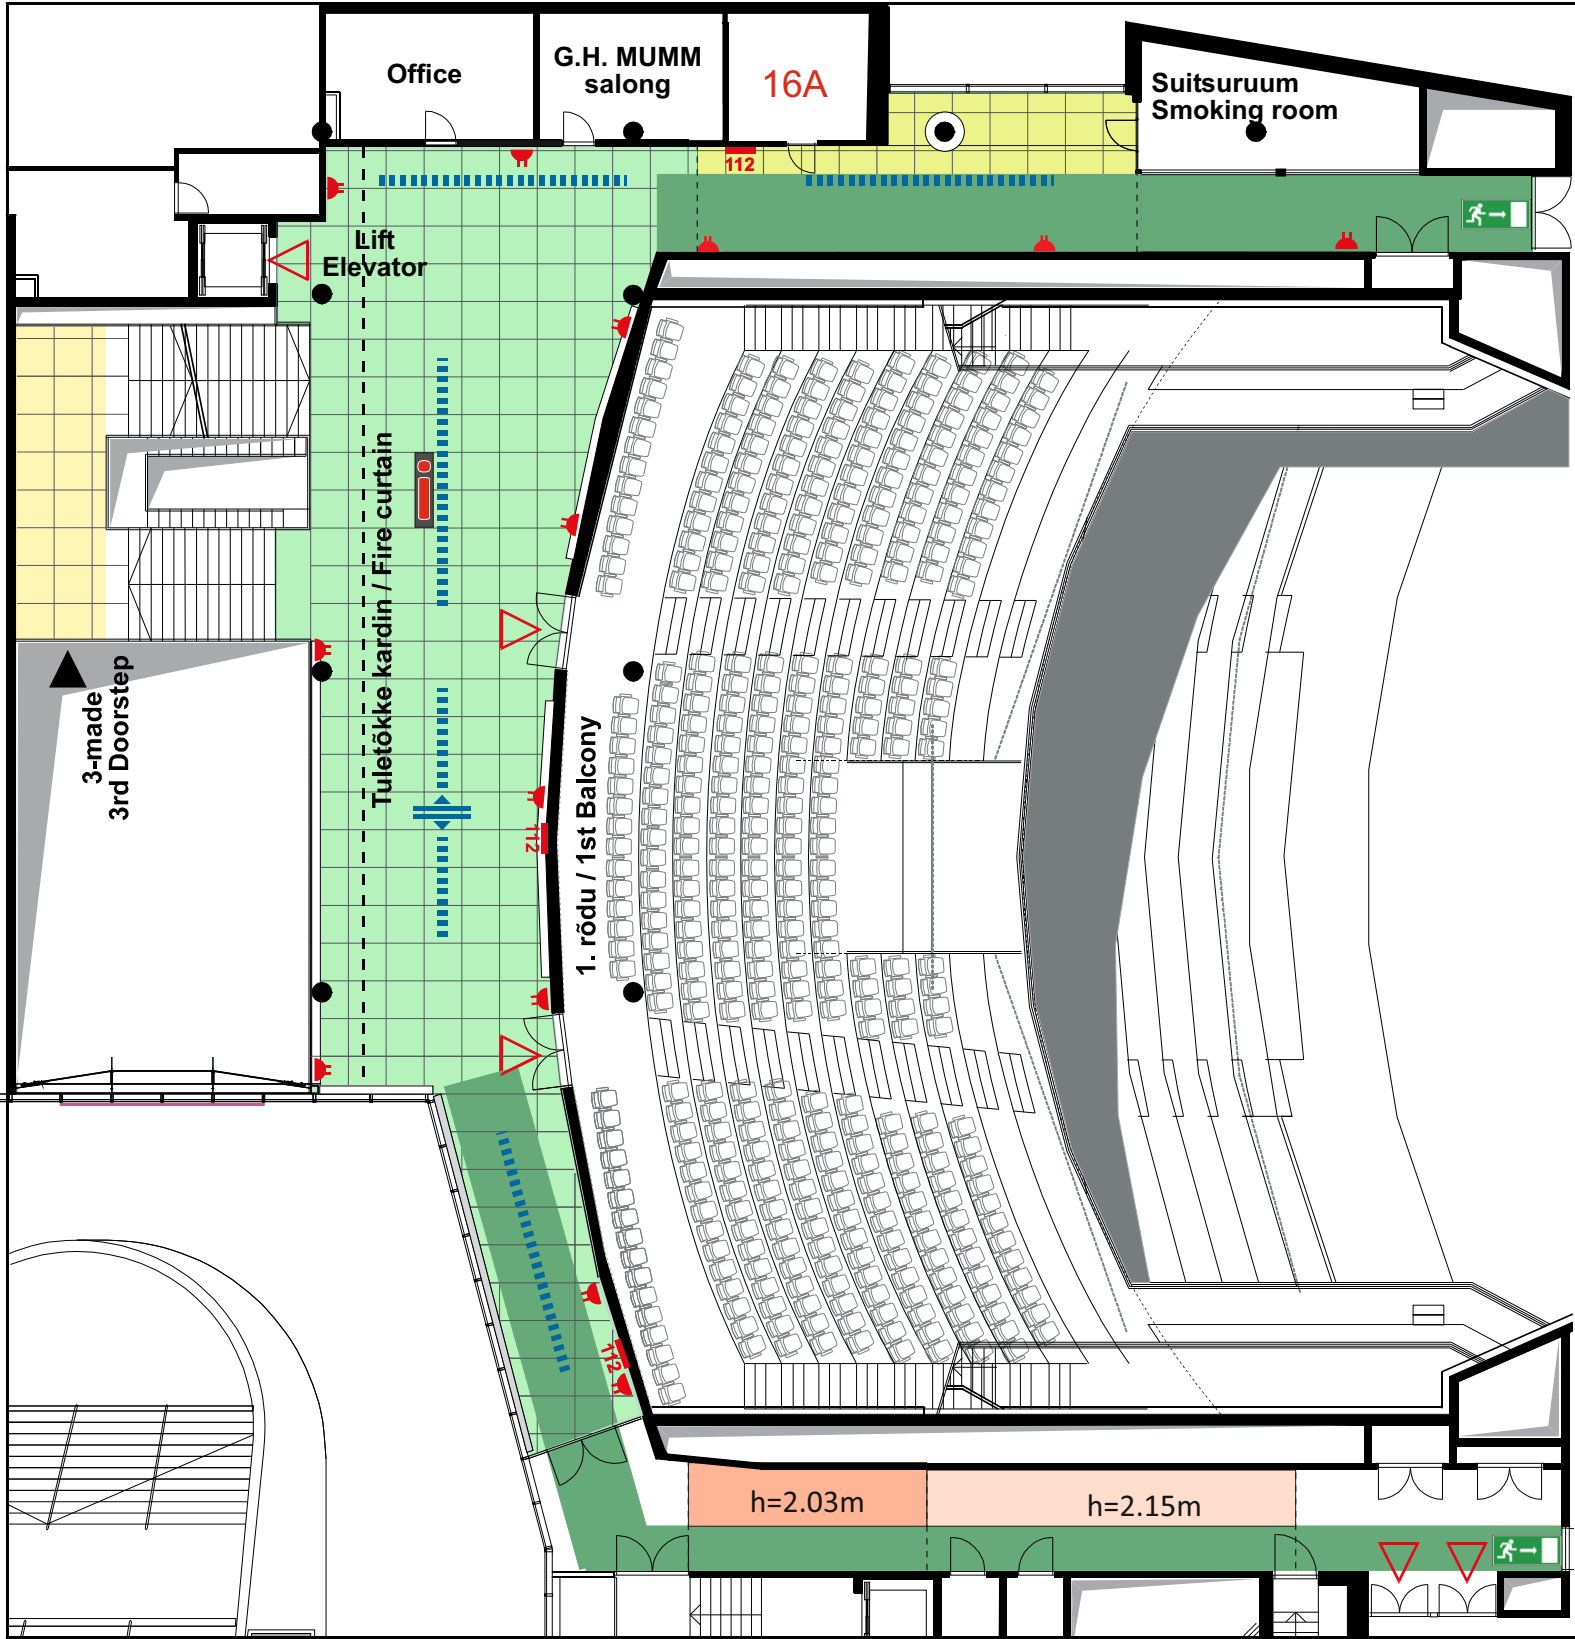 Office
G.H. MUMM
salong
16A
Suitsuruum
Smoking room
112
Lift
Elevator
Tuletõkke kardin / Fire curtain
3-made
3rd Doorstep
112
1. rõdu / 1st Balcony
112
h=2.03m
h=2.15m